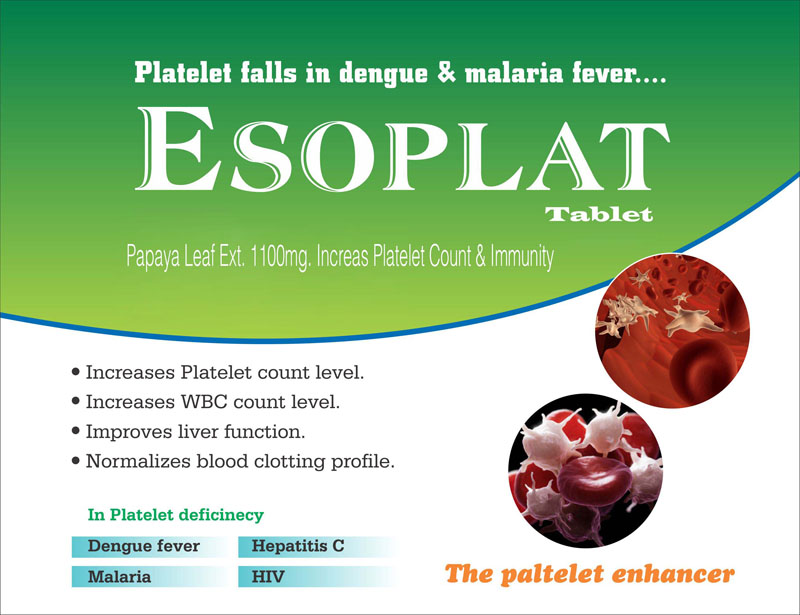 Platelet falls in dengue & malaria fever....
ESOPLAT
Tablet
Papaya Leaf Ext. 1100mg. Increas Platelet Count & Immunity
• Increases Platelet count level.
• Increases WBC count level.
• Improves liver function.
• Normalizes blood clotting profile.
In Platelet deficinecy
Dengue fever
Hepatitis C
Malaria
HIV
The paltelet enhancer